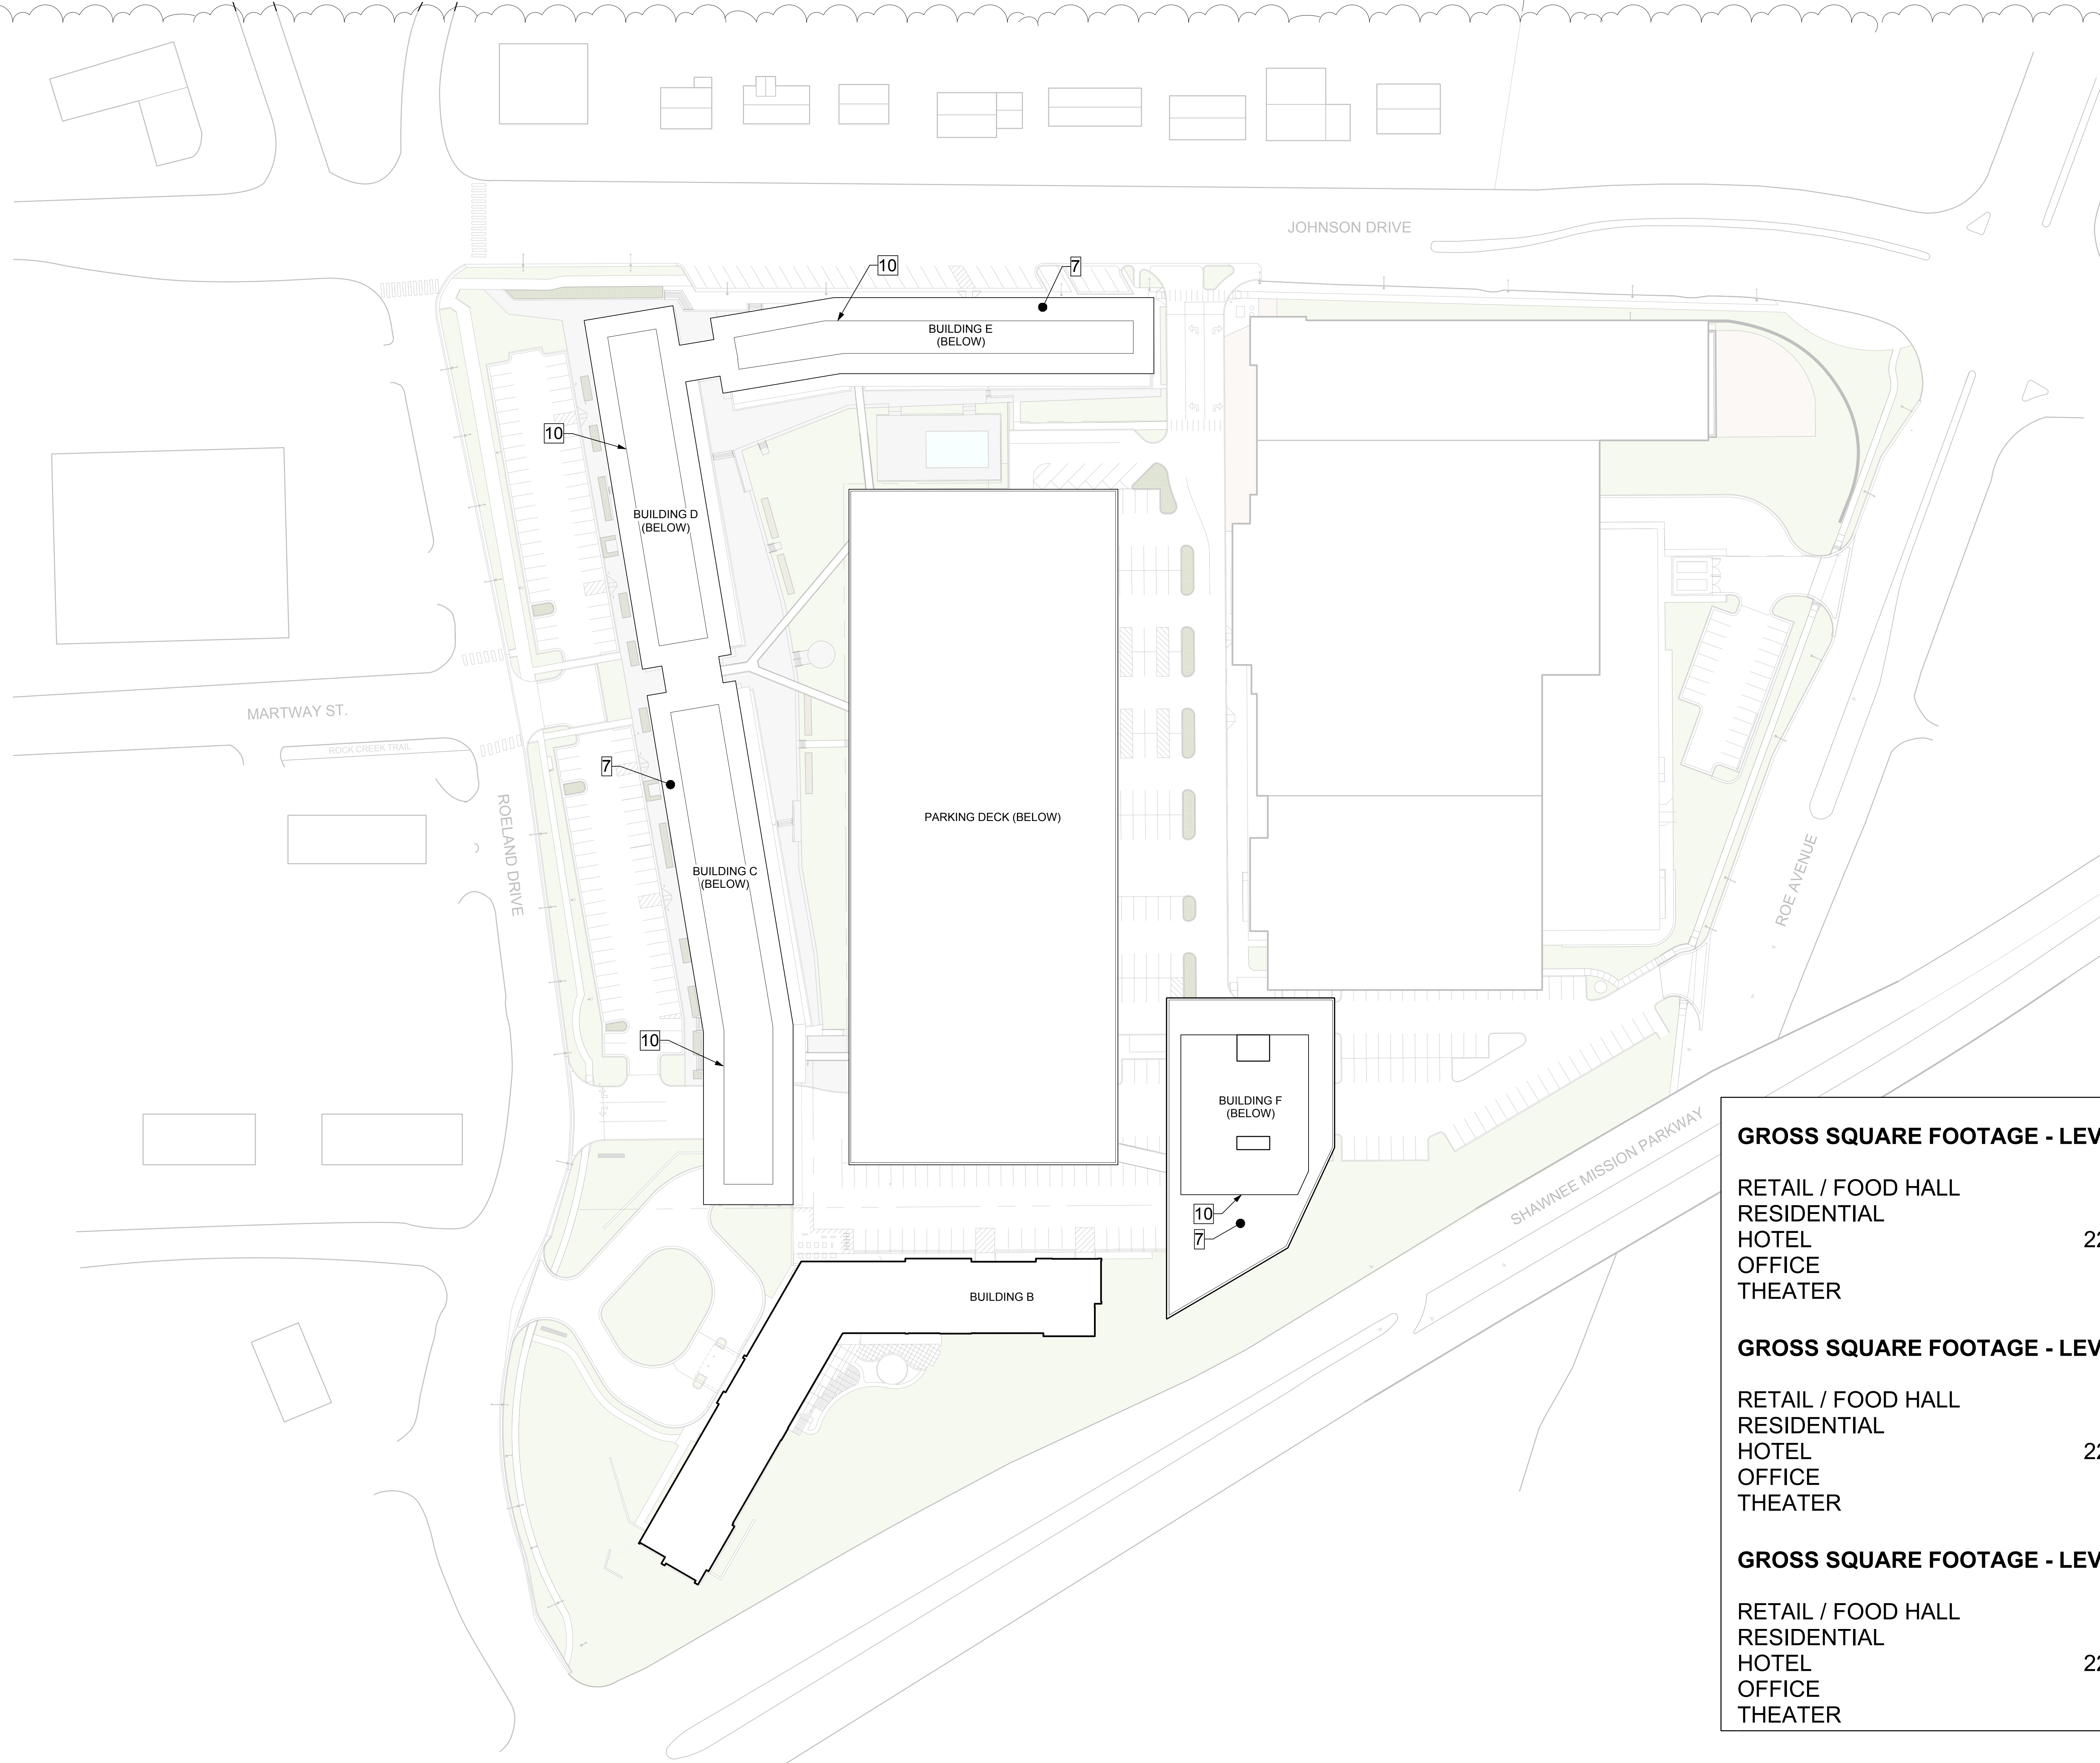 JOHNSON DRIVE
10
7
BUILDING E
(BELOW)
10
BUILDING D
(BELOW)
MARTWAY ST.
ROCK CREEK TRAIL
7
ROELAND DRIVE
PARKING DECK (BELOW)
BUILDING C
(BELOW)
ROE AVENUE
10
BUILDING F
(BELOW)
SHAWNEE MISSION PARKWAY
10
7
BUILDING B
GROSS SQUARE FOOTAGE - LEV
RETAIL / FOOD HALL
RESIDENTIAL
HOTEL 22
OFFICE
THEATER
GROSS SQUARE FOOTAGE - LEV
RETAIL / FOOD HALL
RESIDENTIAL
HOTEL 22
OFFICE
THEATER
GROSS SQUARE FOOTAGE - LEV
RETAIL / FOOD HALL
RESIDENTIAL
HOTEL 22
OFFICE
THEATER